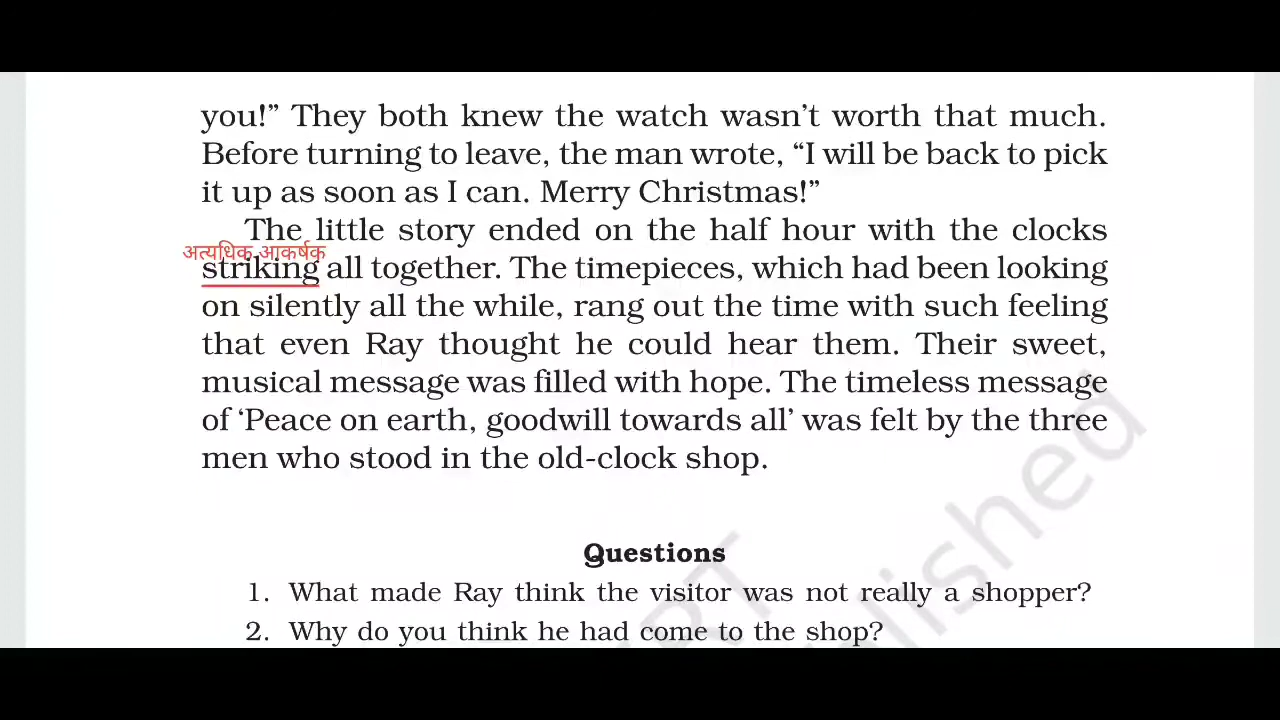 you!” They both knew the watch wasn’t worth that much.
Before turning to leave, the man wrote, “I will be back to pick
it up as soon as I can. Merry Christmas!”
The little story ended on the half hour with the clocks
अत्यधिक आकर्षक
striking all together. The timepieces, which had been looking
on silently all the while, rang out the time with such feeling
that even Ray thought he could hear them. Their sweet,
musical message was filled with hope. The timeless message
of ‘Peace on earth, goodwill towards all’ was felt by the three
men who stood in the old-clock shop.
Questions
1. What made Ray think the visitor was not really a shopper?
2. Why do you think he had come to the shop?